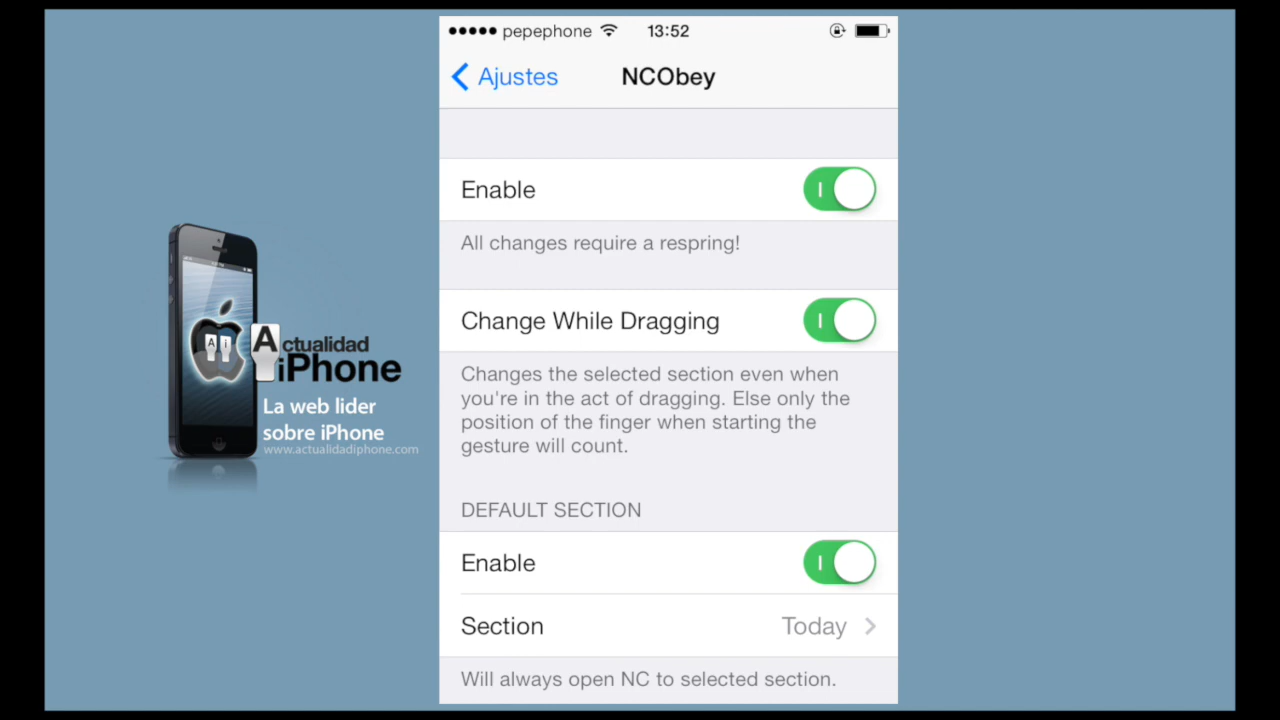 ●●●●● pepephone 13:52
Ajustes NCObey
Enable
All changes require a respring!
Change While Dragging
Changes the selected section even when
you're in the act of dragging. Else only the
position of the finger when starting the
gesture will count.
DEFAULT SECTION
Enable
Section Today
Will always open NC to selected section.
A i
Actualidad
iPhone
La web lider
sobre iPhone
www.actualidadiphone.com